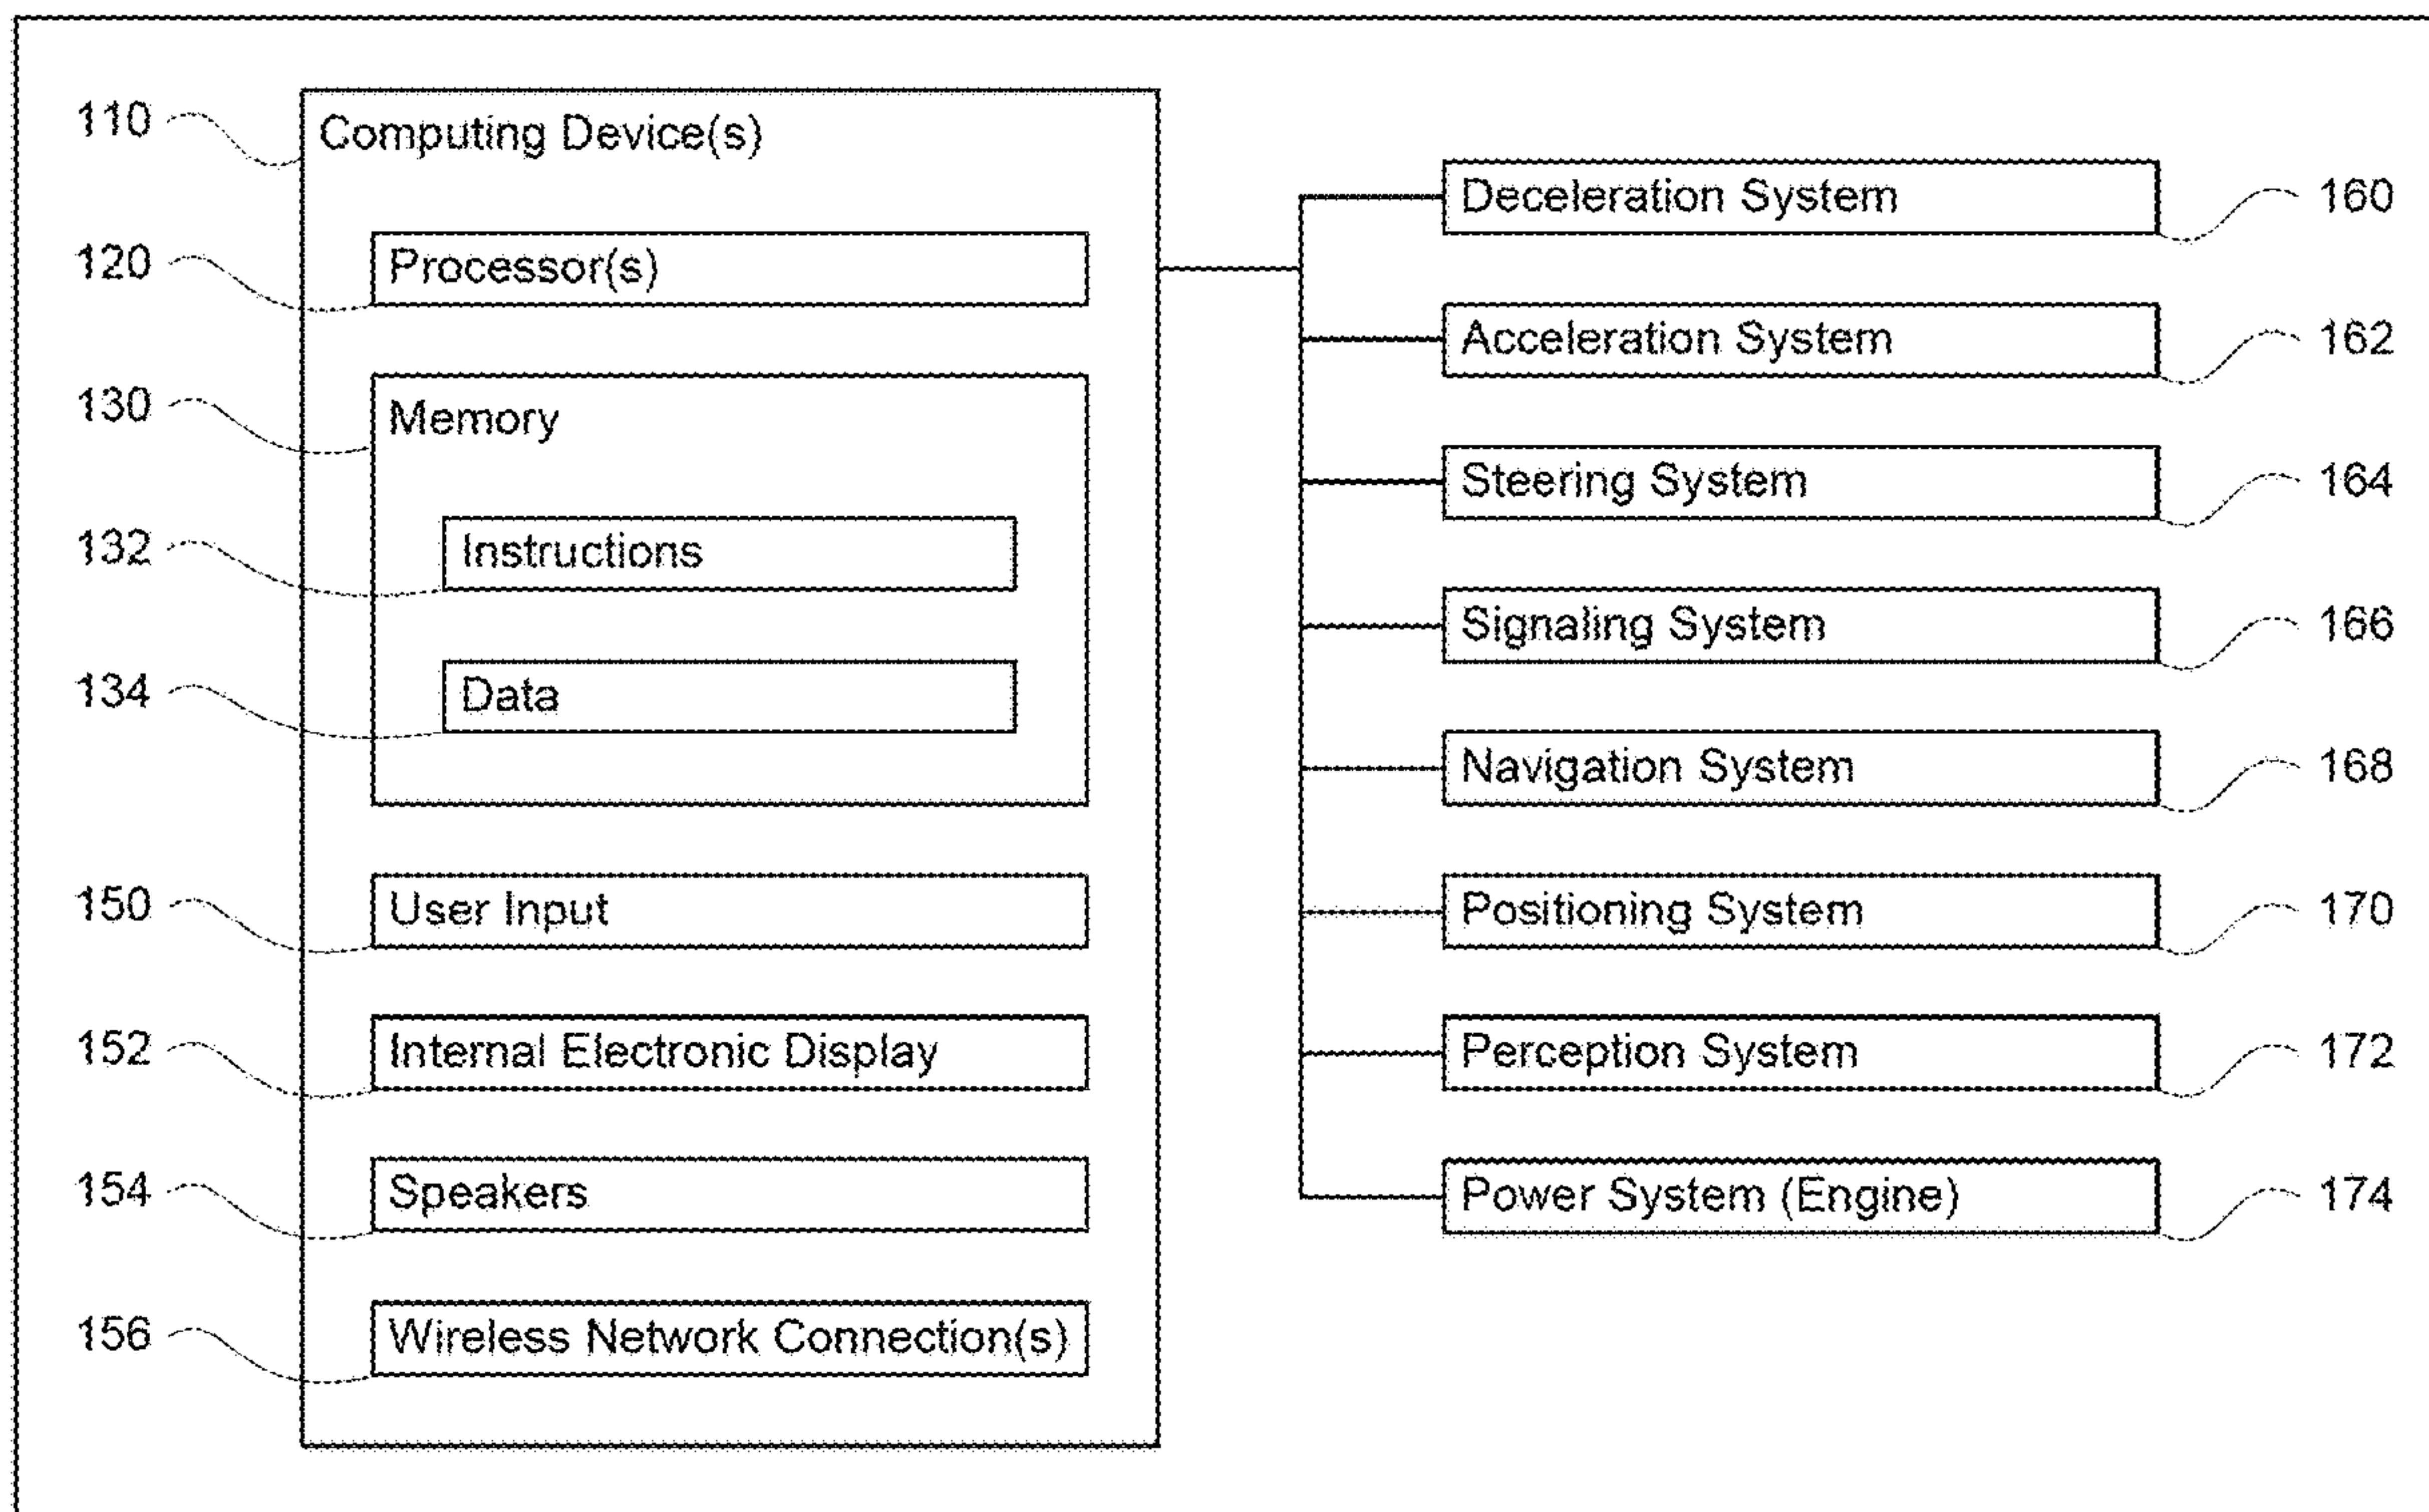 110
Computing Device(s)
120
Processor(s)
130
Memory
132
Instructions
134
Data
150
User Input
152
Internal Electronic Display
154
Speakers
156
Wireless Network Connection(s)
Deceleration System
160
Acceleration System
162
Steering System
164
Signaling System
166
Navigation System
168
Positioning System
170
Perception System
172
Power System (Engine)
174